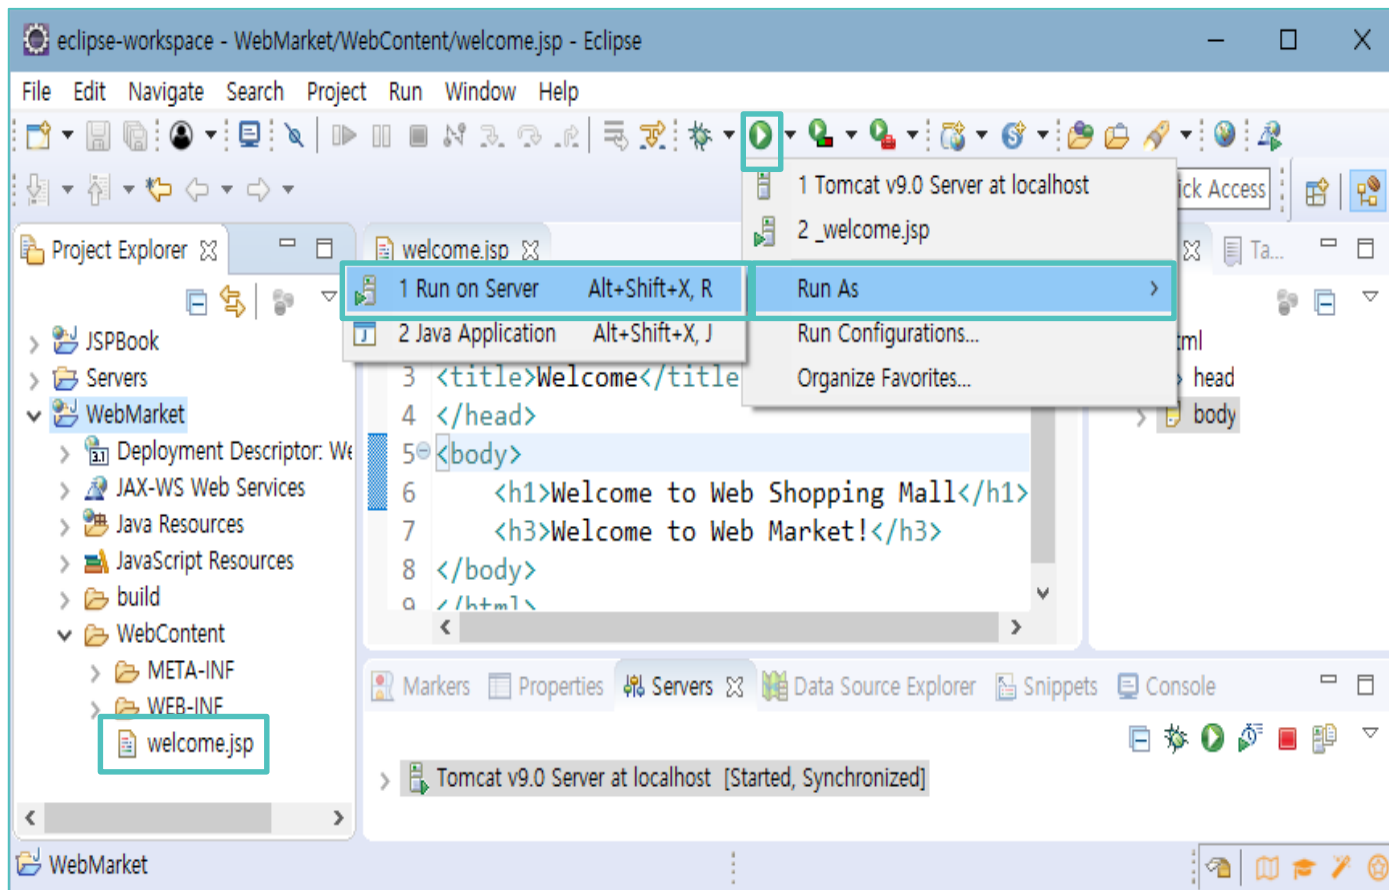 eclipse-workspace - WebMarket/WebContent/welcome.jsp - Eclipse
File Edit Navigate Search Project Run Window Help
1 Tomcat v9.0 Server at localhost
2 _welcome.jsp
Run As
Run Configurations...
Organize Favorites...
1 Run on Server Alt+Shift+X, R
2 Java Application Alt+Shift+X, J
ick Access
Project Explorer
JSPBook
Servers
WebMarket
Deployment Descriptor: We
JAX-WS Web Services
Java Resources
JavaScript Resources
build
WebContent
META-INF
WEB-INF
welcome.jsp
welcome.jsp
3 <title>Welcome</title
4 </head>
5 <body>
6 <h1>Welcome to Web Shopping Mall</h1>
7 <h3>Welcome to Web Market!</h3>
8 </body>
9 </html>
Ta...
tml
head
body
Markers Properties Servers Data Source Explorer Snippets Console
Tomcat v9.0 Server at localhost [Started, Synchronized]
WebMarket